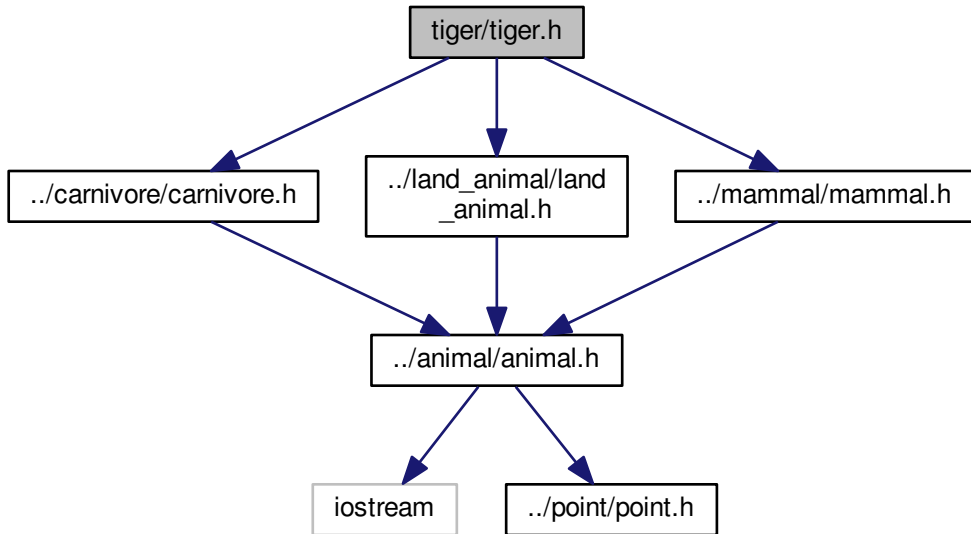 tiger/tiger.h
../carnivore/carnivore.h
../land_animal/land
_animal.h
../mammal/mammal.h
../animal/animal.h
iostream
../point/point.h